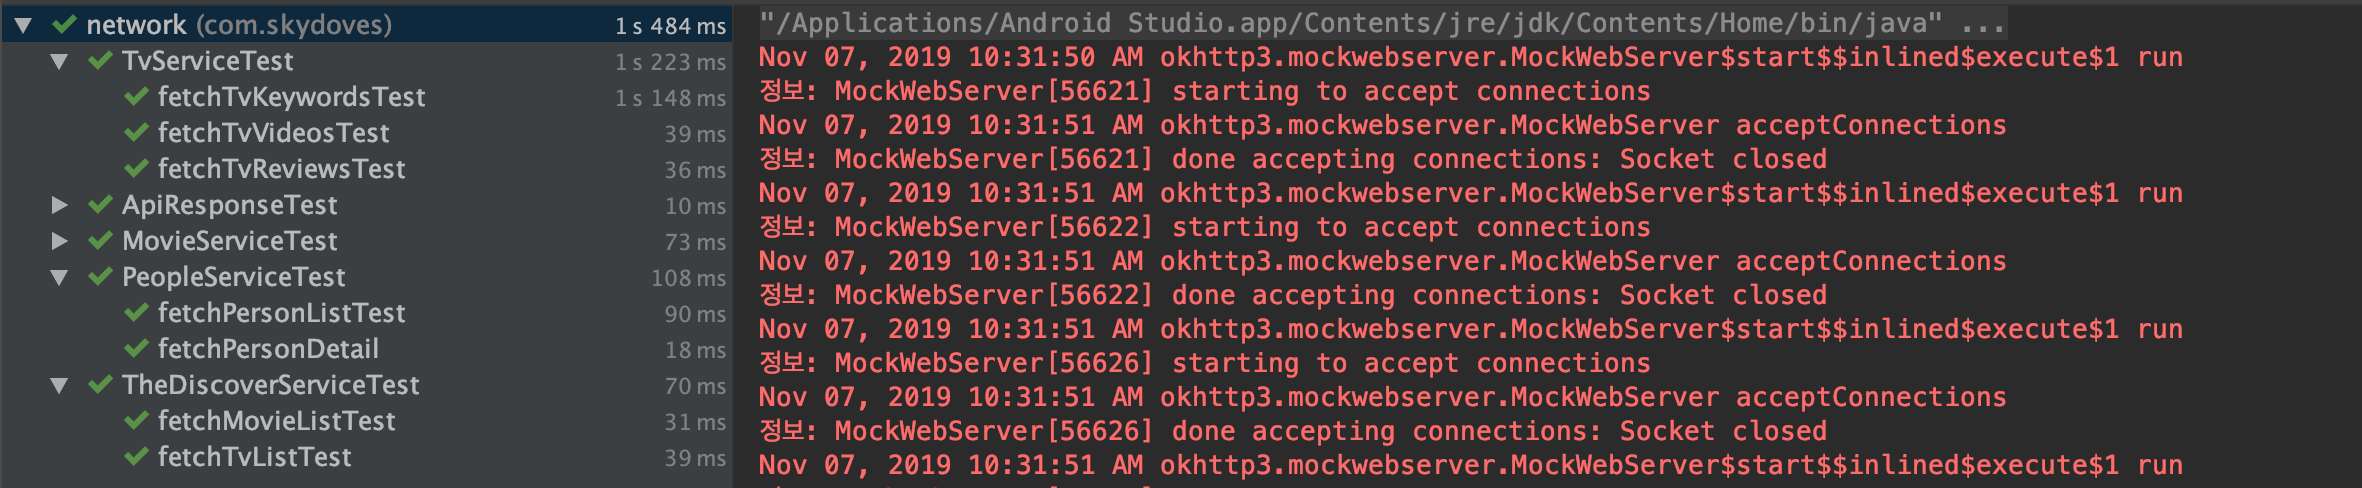 network (com.skydoves) 1 s 484 ms
TvServiceTest 1 s 223 ms
fetchTvKeywordsTest 1 s 148 ms
fetchTvVideosTest 39 ms
fetchTvReviewsTest 36 ms
ApiResponseTest 10 ms
MovieServiceTest 73 ms
PeopleServiceTest 108 ms
fetchPersonListTest 90 ms
fetchPersonDetail 18 ms
TheDiscoverServiceTest 70 ms
fetchMovieListTest 31 ms
fetchTvListTest 39 ms
"/Applications/Android Studio.app/Contents/jre/jdk/Contents/Home/bin/java" ...
Nov 07, 2019 10:31:50 AM okhttp3.mockwebserver.MockWebServer$start$$inlined$execute$1 run
정보: MockWebServer[56621] starting to accept connections
Nov 07, 2019 10:31:51 AM okhttp3.mockwebserver.MockWebServer acceptConnections
정보: MockWebServer[56621] done accepting connections: Socket closed
Nov 07, 2019 10:31:51 AM okhttp3.mockwebserver.MockWebServer$start$$inlined$execute$1 run
정보: MockWebServer[56622] starting to accept connections
Nov 07, 2019 10:31:51 AM okhttp3.mockwebserver.MockWebServer acceptConnections
정보: MockWebServer[56622] done accepting connections: Socket closed
Nov 07, 2019 10:31:51 AM okhttp3.mockwebserver.MockWebServer$start$$inlined$execute$1 run
정보: MockWebServer[56626] starting to accept connections
Nov 07, 2019 10:31:51 AM okhttp3.mockwebserver.MockWebServer acceptConnections
정보: MockWebServer[56626] done accepting connections: Socket closed
Nov 07, 2019 10:31:51 AM okhttp3.mockwebserver.MockWebServer$start$$inlined$execute$1 run